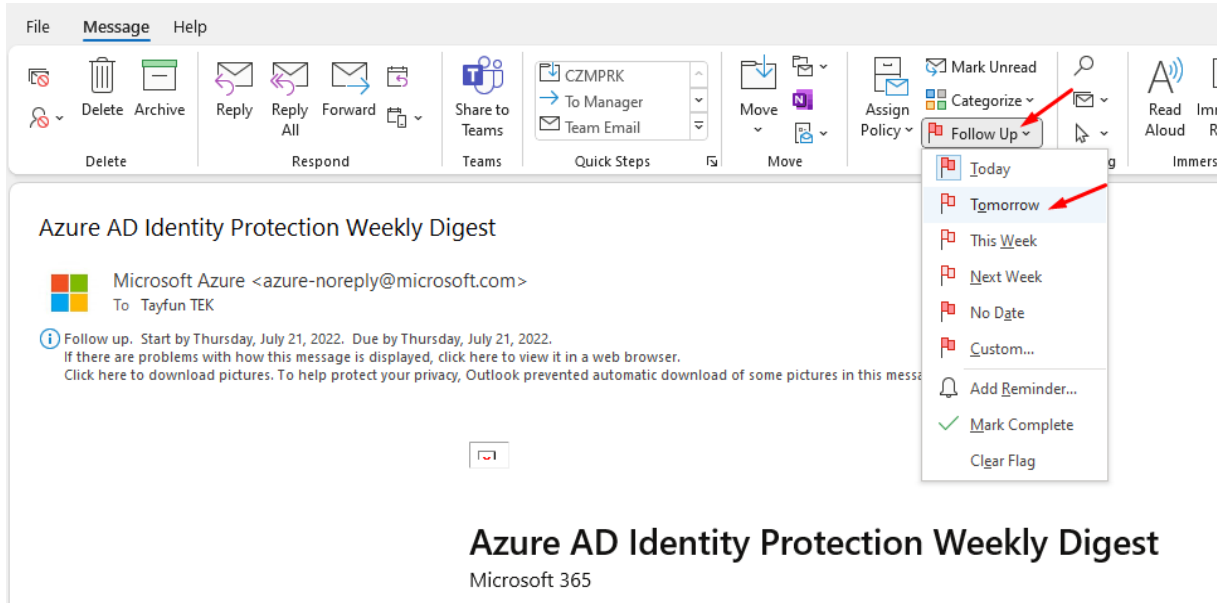 File Message Help
Delete Archive
Reply Reply All Forward
Share to Teams
CZMPRK
To Manager
Team Email
Move
Assign Policy
Mark Unread
Categorize
Follow Up
Read Aloud
Delete Respond Teams Quick Steps Move
Today
Tomorrow
This Week
Next Week
No Date
Custom...
Add Reminder...
Mark Complete
Clear Flag
Azure AD Identity Protection Weekly Digest
Microsoft Azure <azure-noreply@microsoft.com>
To Tayfun TEK
Follow up. Start by Thursday, July 21, 2022. Due by Thursday, July 21, 2022.
If there are problems with how this message is displayed, click here to view it in a web browser.
Click here to download pictures. To help protect your privacy, Outlook prevented automatic download of some pictures in this
Azure AD Identity Protection Weekly Digest
Microsoft 365